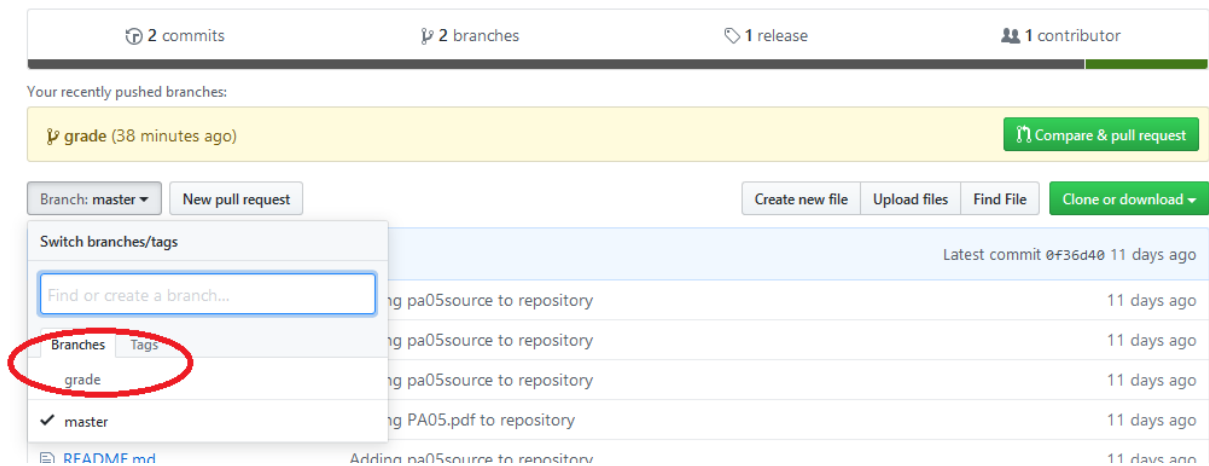 2 commits 2 branches 1 release 1 contributor
Your recently pushed branches:
grade (38 minutes ago) Compare & pull request
Branch: master New pull request Create new file Upload files Find File Clone or download
Switch branches/tags
Latest commit 0f36d40 11 days ago
Find or create a branch...
ng pa05source to repository 11 days ago
Branches Tags
ng pa05source to repository 11 days ago
grade
ng pa05source to repository 11 days ago
master
ng PA05.pdf to repository 11 days ago
README.md Adding pa05source to repository 11 days ago